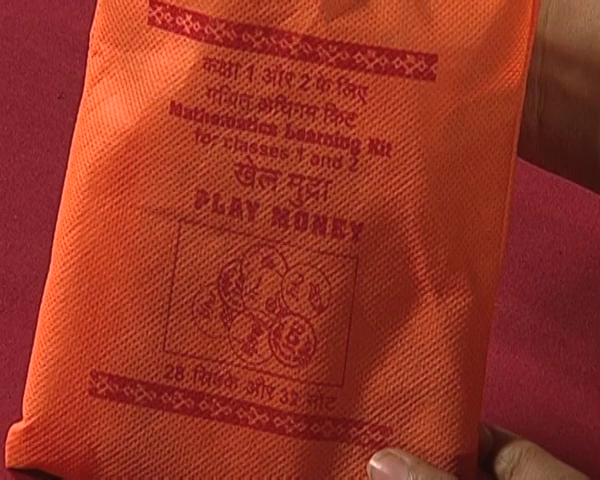 कक्षा 1 और 2 के लिए
गणित अधिगम किट
Mathematics Learning Kit
for classes 1 and 2
खेल मुद्रा
PLAY MONEY
28 सिक्के और 32 नोट